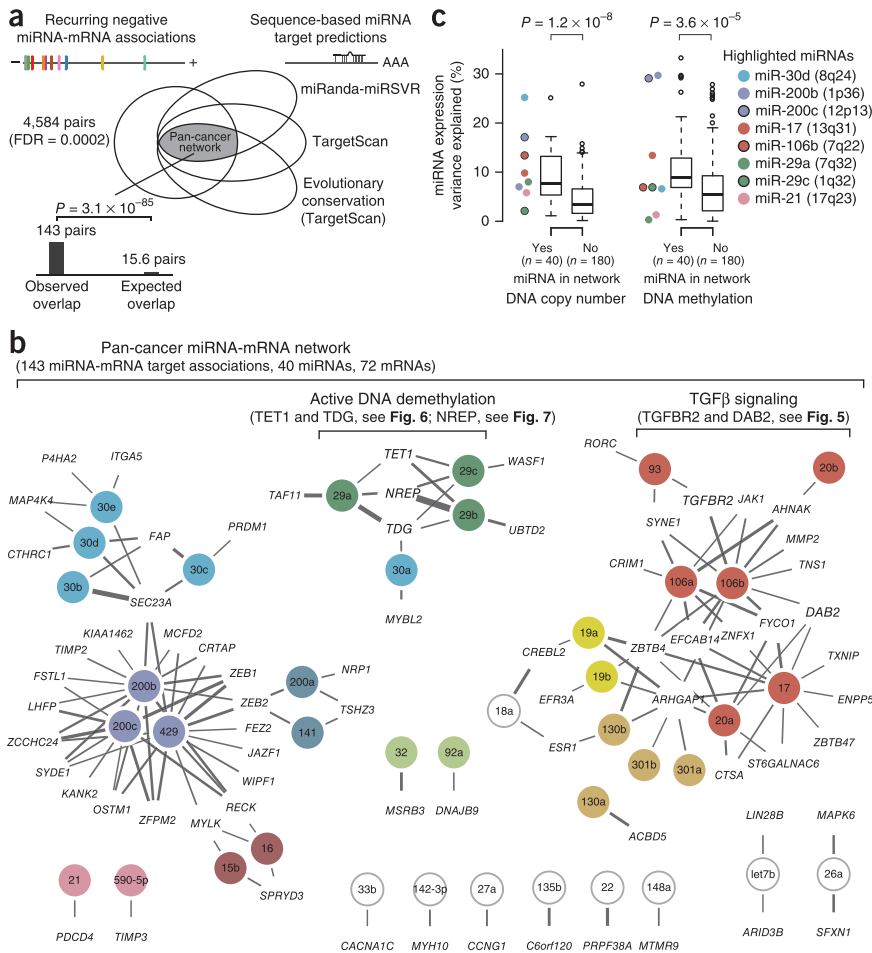 a
Recurring negative
miRNA-mRNA associations
− +
Sequence-based miRNA
target predictions
AAA
miRanda-miRSVR
4,584 pairs
(FDR = 0.0002)
Pan-cancer
network
TargetScan
Evolutionary
conservation
(TargetScan)
P = 3.1 × 10−85
143 pairs
15.6 pairs
Observed
overlap
Expected
overlap
c
P = 1.2 × 10−8
P = 3.6 × 10−5
miRNA expression
variance explained (%)
30
20
10
0
Yes
(n = 40)
No
(n = 180)
miRNA in network
DNA copy number
Yes
(n = 40)
No
(n = 180)
miRNA in network
DNA methylation
Highlighted miRNAs
miR-30d (8q24)
miR-200b (1p36)
miR-200c (12p13)
miR-17 (13q31)
miR-106b (7q22)
miR-29a (7q32)
miR-29c (1q32)
miR-21 (17q23)
b
Pan-cancer miRNA-mRNA network
(143 miRNA-mRNA target associations, 40 miRNAs, 72 mRNAs)
Active DNA demethylation
(TET1 and TDG, see Fig. 6; NREP, see Fig. 7)
TGFβ signaling
(TGFBR2 and DAB2, see Fig. 5)
P4HA2
ITGA5
MAP4K4
30e
30d
FAP
PRDM1
CTHRC1
30b
30c
SEC23A
TET1
29c
WASF1
TAF11
29a
NREP
29b
UBTD2
TDG
30a
MYBL2
RORC
93
20b
TGFBR2
JAK1
AHNAK
SYNE1
MMP2
CRIM1
106a
106b
TNS1
FYCO1
DAB2
KIAA1462
MCFD2
TIMP2
CRTAP
FSTL1
200b
ZEB1
LHFP
ZEB2
200c
429
FEZ2
ZCCHC24
JAZF1
SYDE1
WIPF1
KANK2
RECK
OSTM1
ZFPM2
MYLK
200a
NRP1
TSHZ3
141
16
15b
SPRYD3
19a
CREBL2
ZBTB4
EFCAB14
ZNFX1
TXNIP
19b
EFR3A
ARHGAP1
17
ENPP5
18a
20a
ESR1
130b
ZBTB47
301b
301a
CTSA
ST6GALNAC6
130a
ACBD5
32
92a
MSRB3
DNAJB9
LIN28B
MAPK6
let7b
26a
ARID3B
SFXN1
21
590-5p
PDCD4
TIMP3
33b
142-3p
27a
135b
22
148a
CACNA1C
MYH10
CCNG1
C6orf120
PRPF38A
MTMR9